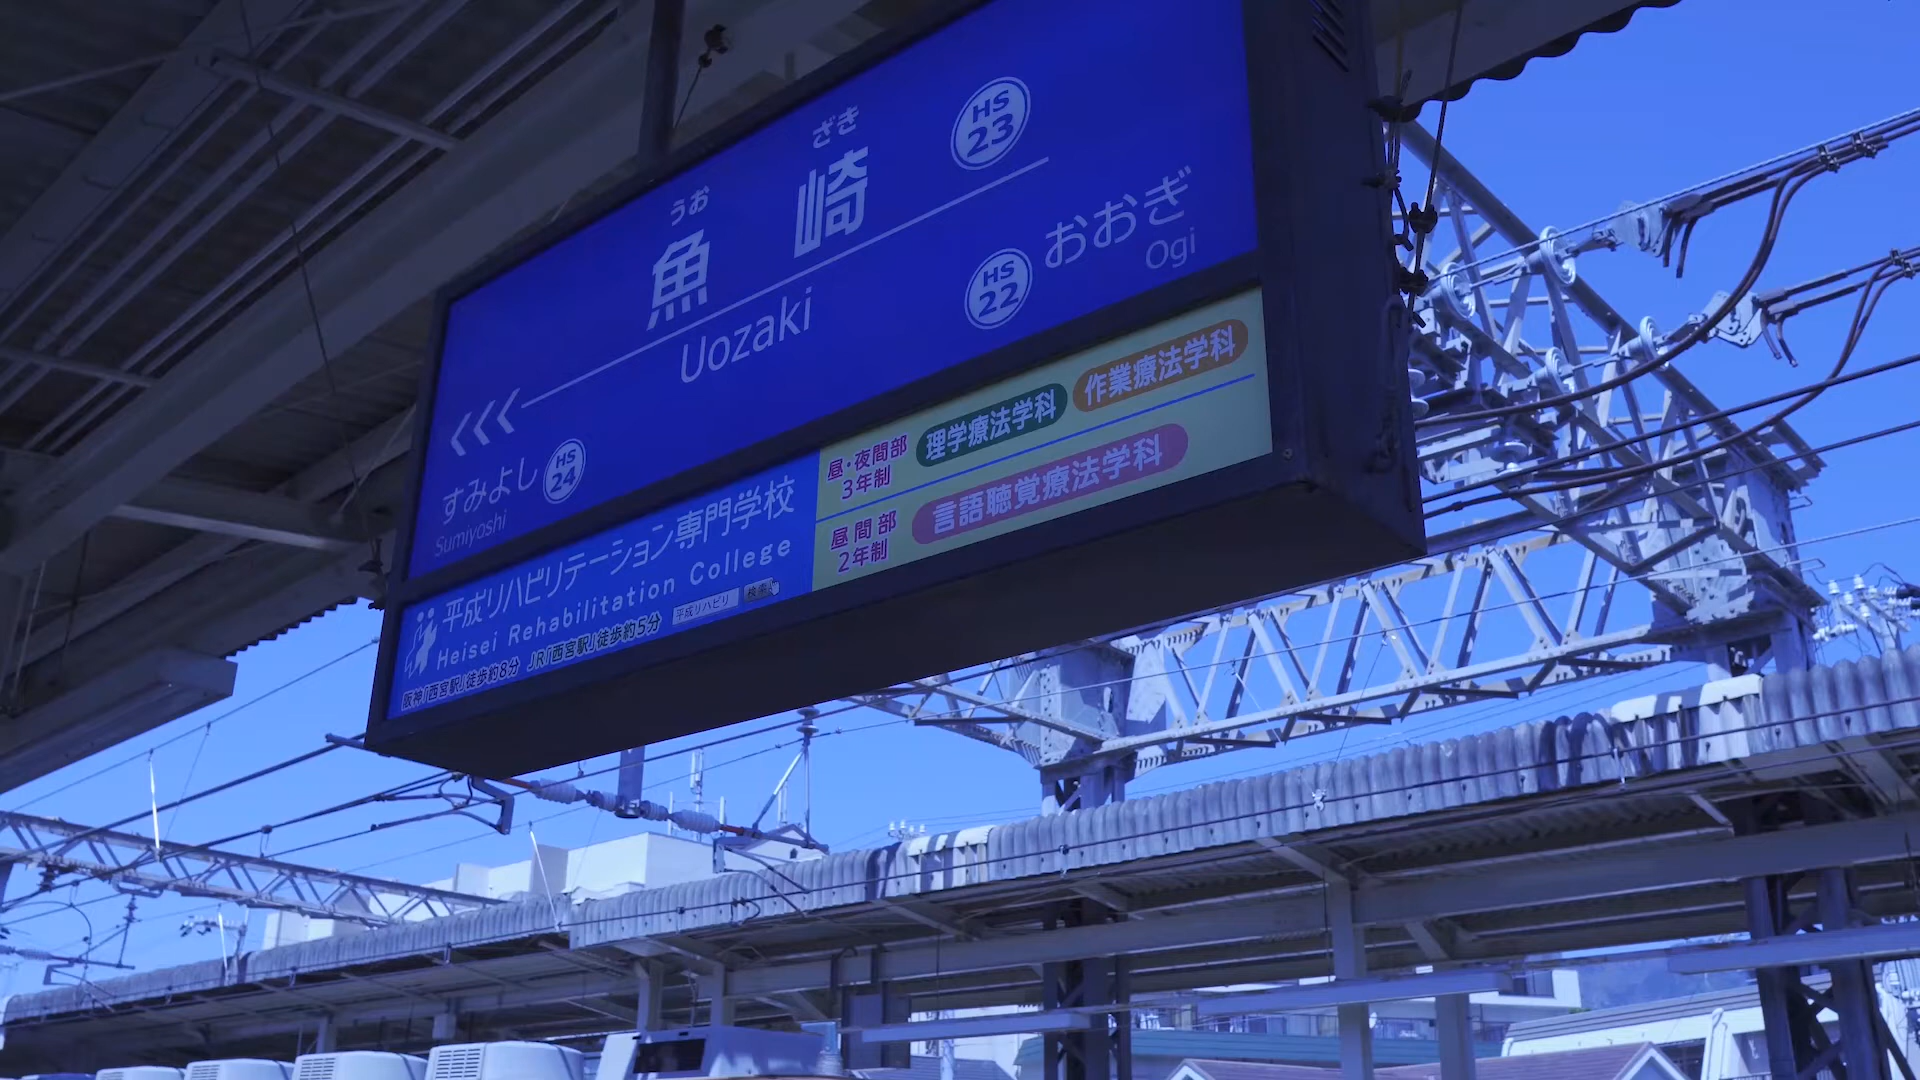 うお ざき
魚 崎
HS 23
Uozaki
すみよし
Sumiyoshi
HS 24
HS 22
おおぎ
Ogi
平成リハビリテーション専門学校
Heisei Rehabilitation College
阪神「西宮駅」徒歩約8分 JR「西宮駅」徒歩約5分
平成リハビリ 検索
昼・夜間部
3年制
理学療法学科 作業療法学科
昼間部
2年制
言語聴覚療法学科